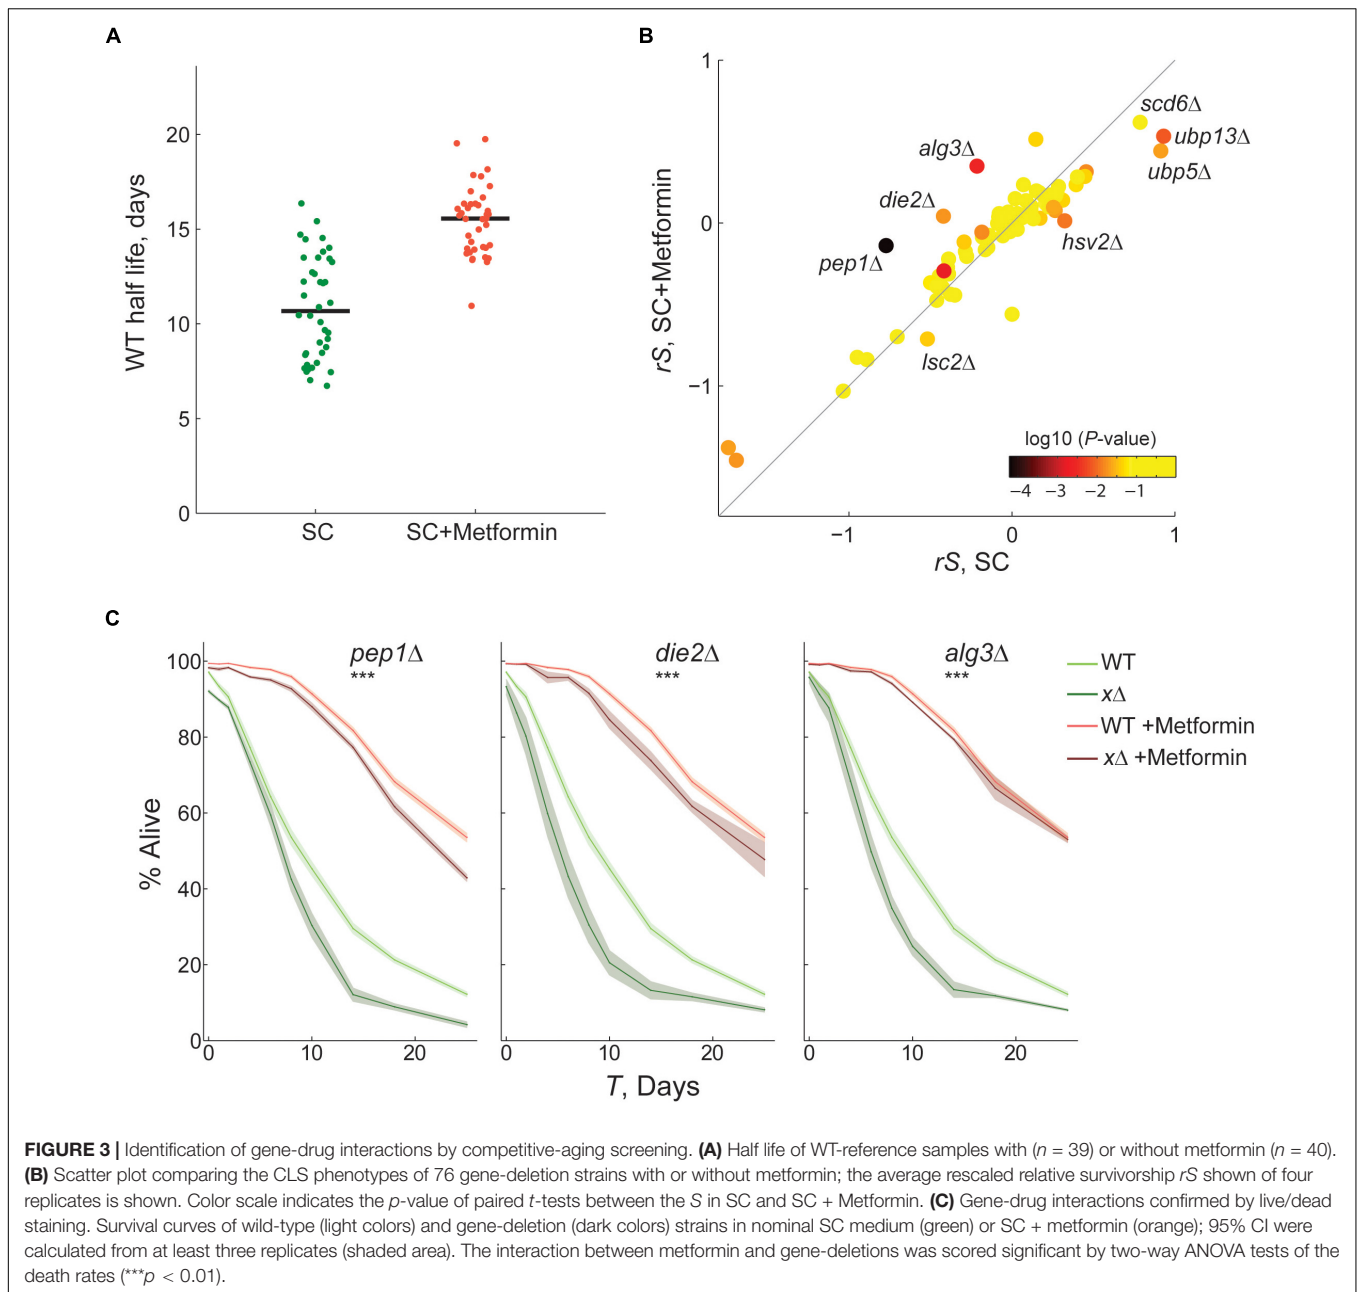 A
WT half life, days
20
15
10
5
0
SC
SC+Metformin
B
rS, SC+Metformin
1
0
−1
scd6Δ
ubp13Δ
ubp5Δ
alg3Δ
die2Δ
hsv2Δ
pep1Δ
lsc2Δ
log10 (P-value)
−4 −3 −2 −1
−1 0 1
rS, SC
C
% Alive
100
80
60
40
20
0
pep1Δ
***
die2Δ
***
alg3Δ
***
WT
xΔ
WT +Metformin
xΔ +Metformin
0 10 20
0 10 20
0 10 20
T, Days
FIGURE 3 | Identification of gene-drug interactions by competitive-aging screening. (A) Half life of WT-reference samples with (n = 39) or without metformin (n = 40).
(B) Scatter plot comparing the CLS phenotypes of 76 gene-deletion strains with or without metformin; the average rescaled relative survivorship rS shown of four
replicates is shown. Color scale indicates the p-value of paired t-tests between the S in SC and SC + Metformin. (C) Gene-drug interactions confirmed by live/dead
staining. Survival curves of wild-type (light colors) and gene-deletion (dark colors) strains in nominal SC medium (green) or SC + metformin (orange); 95% CI were
calculated from at least three replicates (shaded area). The interaction between metformin and gene-deletions was scored significant by two-way ANOVA tests of the
death rates (***p < 0.01).